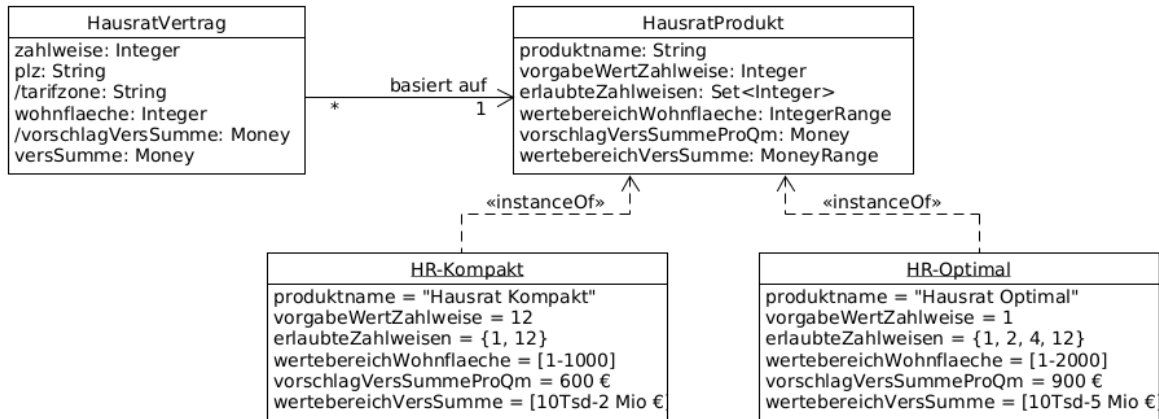 HausratVertrag
zahlweise: Integer
plz: String
/tarifzone: String
wohnflaeche: Integer
/vorschlagVersSumme: Money
versSumme: Money
basiert auf
*
1
HausratProdukt
produktname: String
vorgabeWertZahlweise: Integer
erlaubteZahlweisen: Set<Integer>
wertebereichWohnflaeche: IntegerRange
vorschlagVersSummeProQm: Money
wertebereichVersSumme: MoneyRange
«instanceOf»
«instanceOf»
HR-Kompakt
produktname = "Hausrat Kompakt"
vorgabeWertZahlweise = 12
erlaubteZahlweisen = {1, 12}
wertebereichWohnflaeche = [1-1000]
vorschlagVersSummeProQm = 600 €
wertebereichVersSumme = [10Tsd-2 Mio €]
HR-Optimal
produktname = "Hausrat Optimal"
vorgabeWertZahlweise = 1
erlaubteZahlweisen = {1, 2, 4, 12}
wertebereichWohnflaeche = [1-2000]
vorschlagVersSummeProQm = 900 €
wertebereichVersSumme = [10Tsd-5 Mio €]